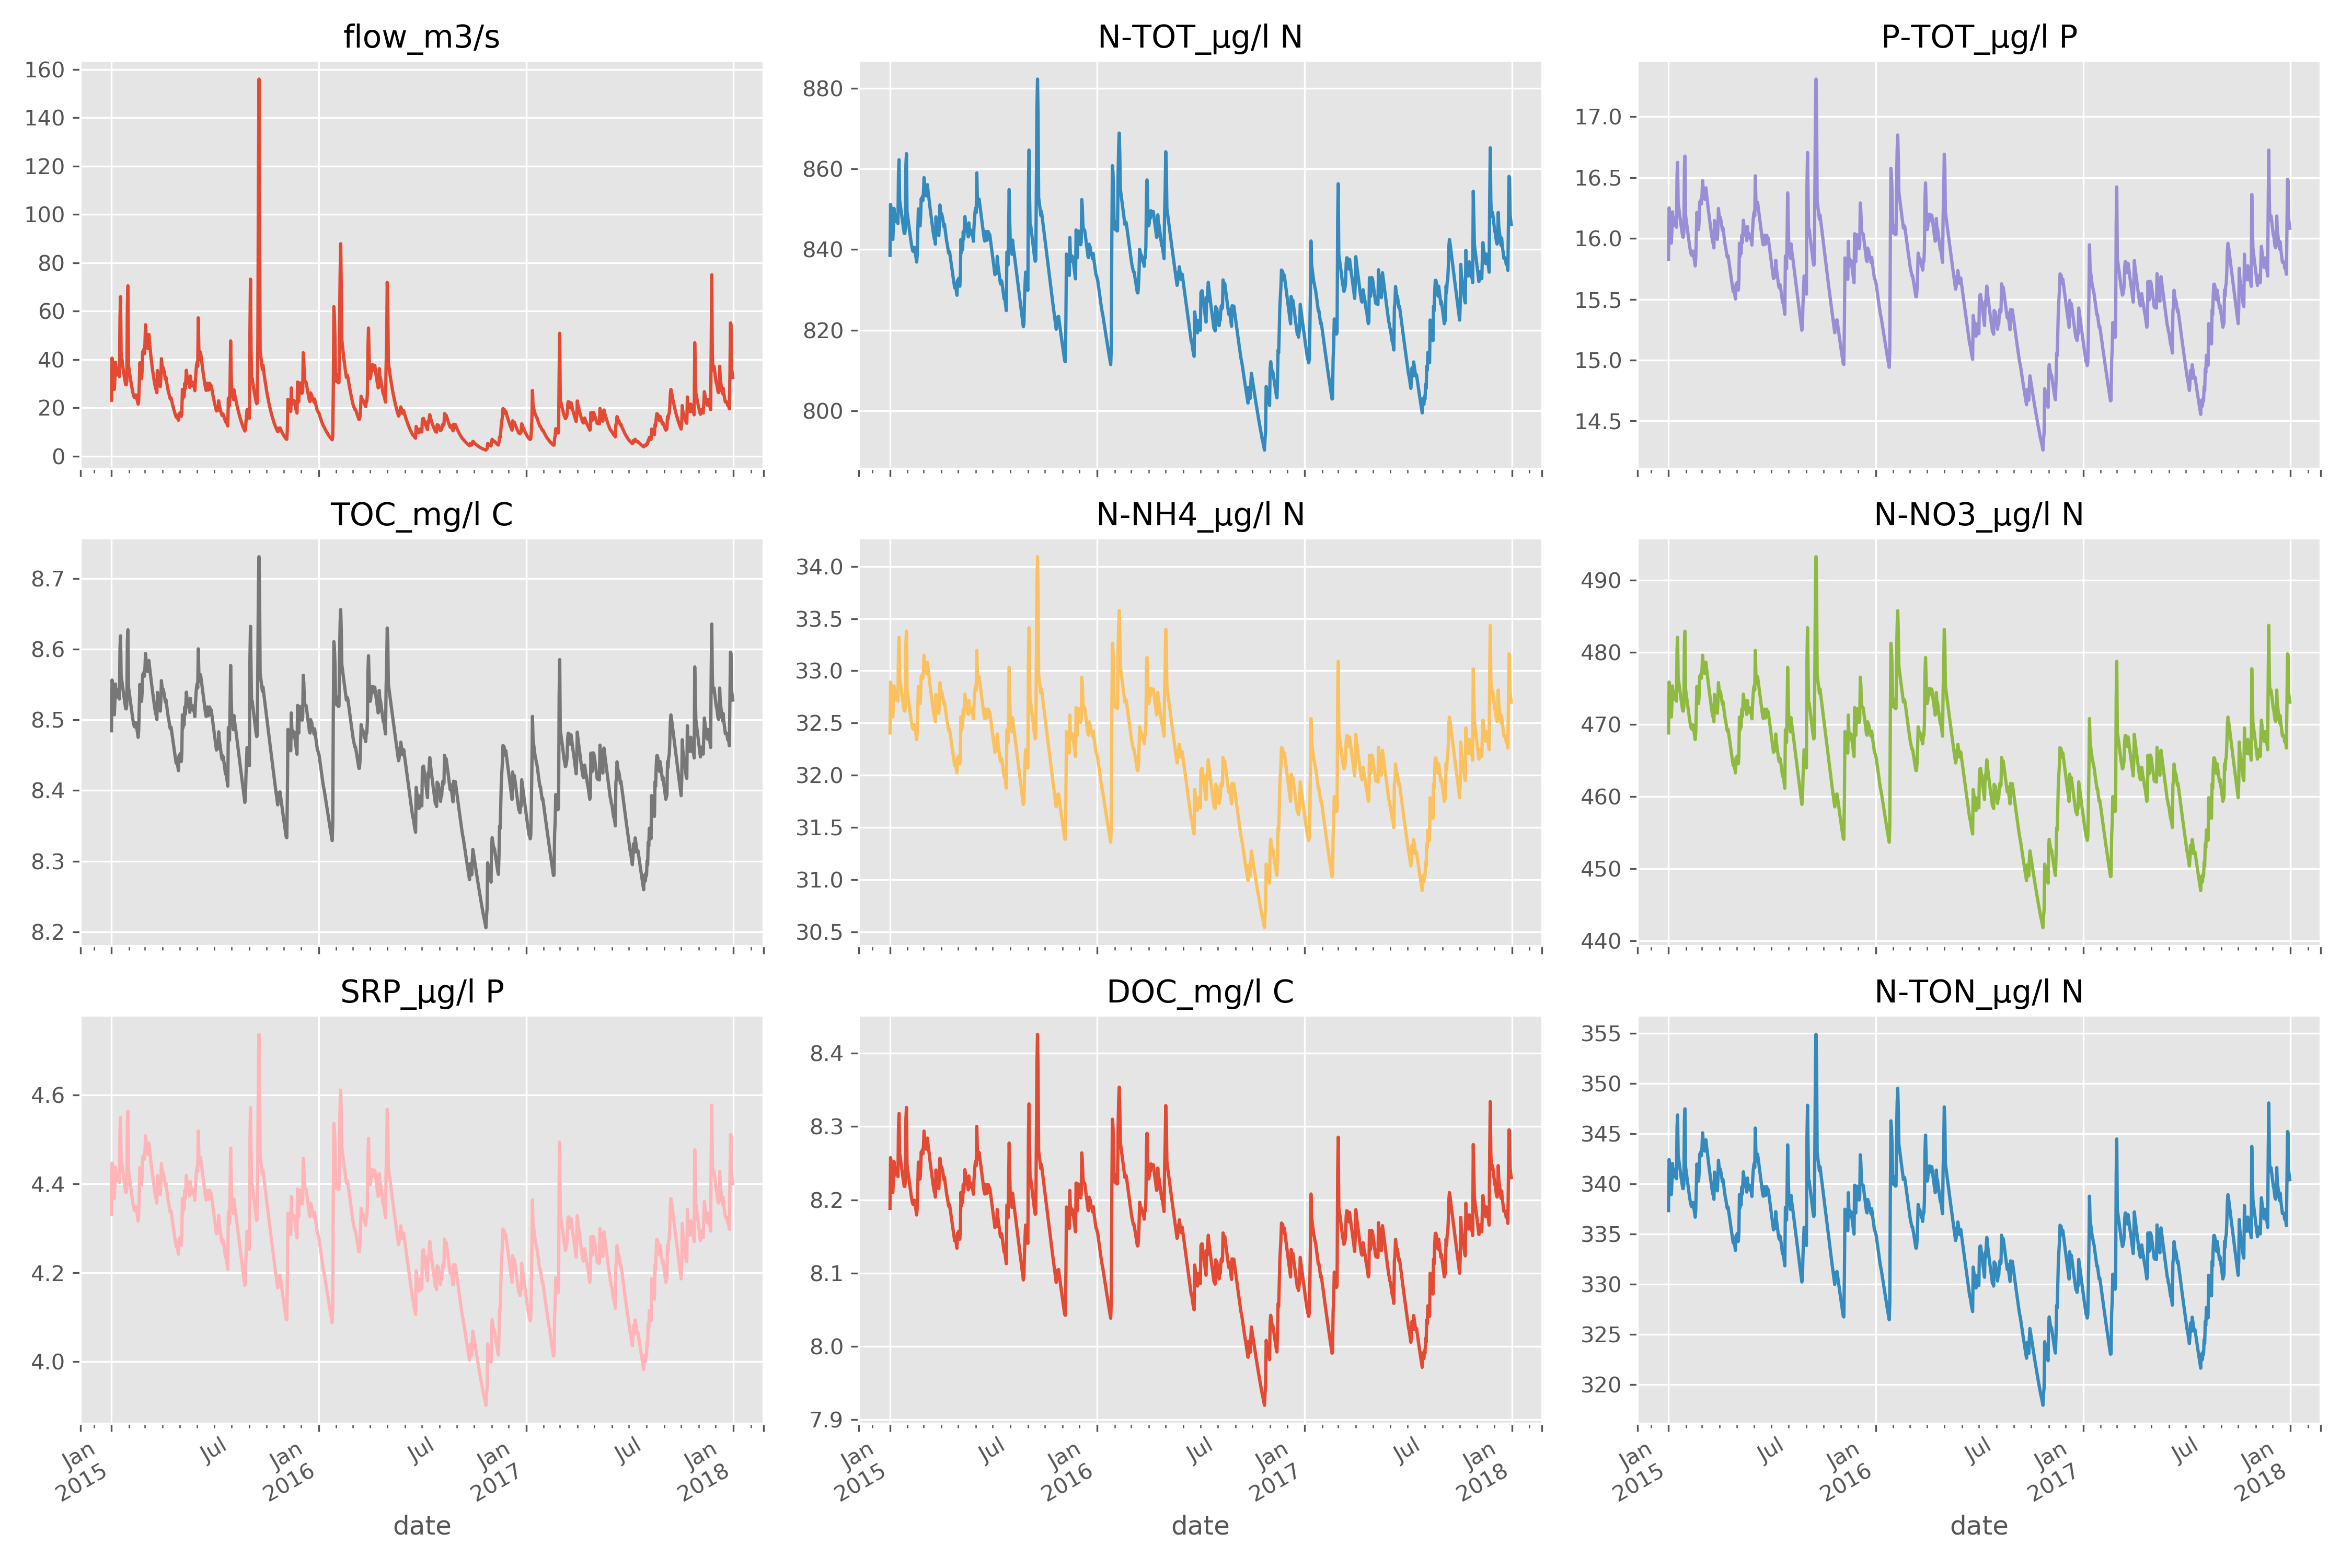 flow_m3/s
N-TOT_µg/l N
P-TOT_µg/l P
160
140
120
100
80
60
40
20
0
880
860
840
820
800
17.0
16.5
16.0
15.5
15.0
14.5
TOC_mg/l C
N-NH4_µg/l N
N-NO3_µg/l N
8.7
8.6
8.5
8.4
8.3
8.2
34.0
33.5
33.0
32.5
32.0
31.5
31.0
30.5
490
480
470
460
450
440
SRP_µg/l P
DOC_mg/l C
N-TON_µg/l N
4.6
4.4
4.2
4.0
8.4
8.3
8.2
8.1
8.0
7.9
355
350
345
340
335
330
325
320
Jan
2015
Jul
Jan
2016
Jul
Jan
2017
Jul
Jan
2018
date
Jan
2015
Jul
Jan
2016
Jul
Jan
2017
Jul
Jan
2018
date
Jan
2015
Jul
Jan
2016
Jul
Jan
2017
Jul
Jan
2018
date